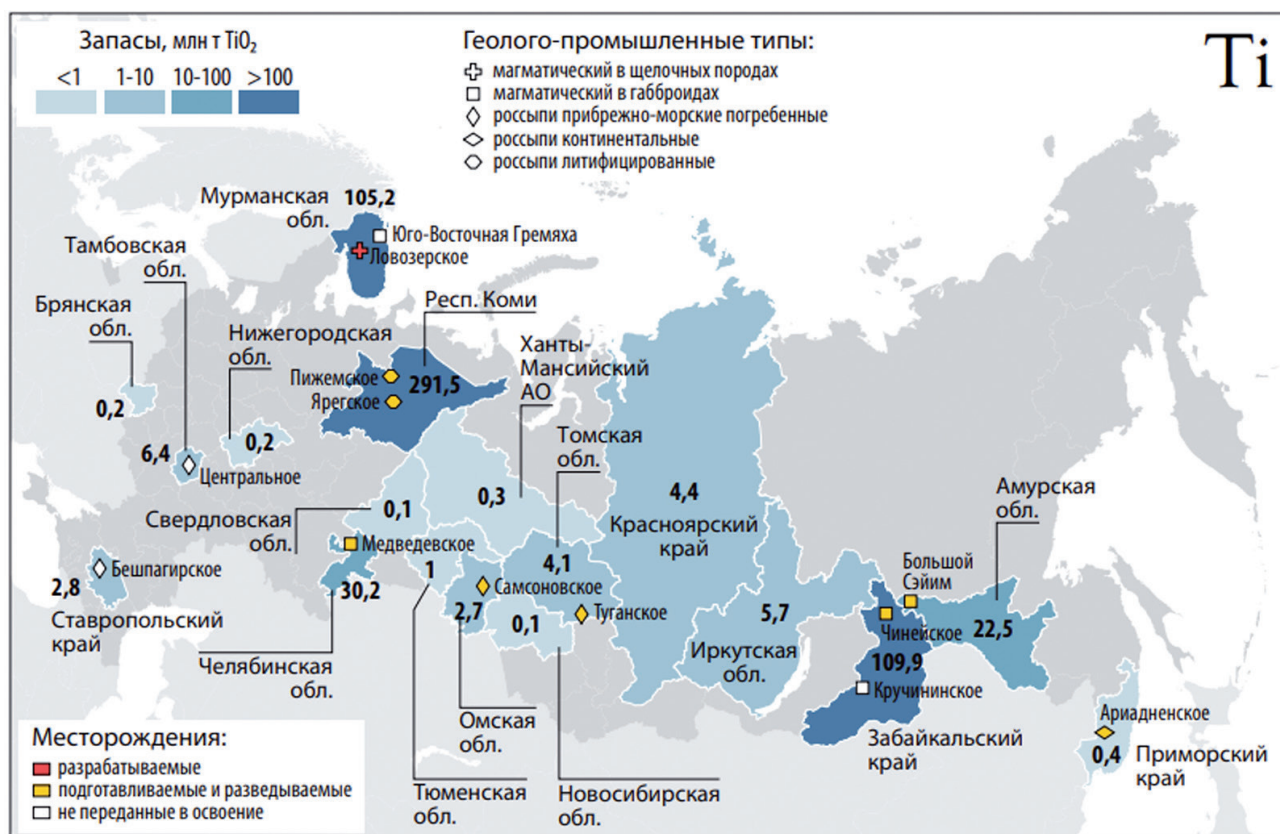 Запасы, млн т TiO₂
<1 1-10 10-100 >100
Геолого-промышленные типы:
магматический в щелочных породах
магматический в габброидах
россыпи прибрежно-морские погребенные
россыпи континентальные
россыпи литифицированные
Ti
Мурманская
обл.
105,2
Юго-Восточная Гремяха
Ловозерское
Тамбовская
обл.
Брянская
обл.
Нижегородская
обл.
Респ. Коми
Пижемское
Ярегское
291,5
Ханты-
Мансийский
АО
Томская
обл.
0,2
6,4
Центральное
0,2
Свердловская
обл.
0,1
0,3
4,4
Красноярский
край
Амурская
обл.
Медведевское
30,2
Бешпагирское
2,8
Ставропольский
край
Челябинская
обл.
1
Самсоновское
4,1
2,7
Туганское
0,1
5,7
Иркутская
обл.
Большой
Сэйим
Чинейское
22,5
109,9
Кручининское
Забайкальский
край
Ариадненское
0,4
Приморский
край
Омская
обл.
Тюменская
обл.
Новосибирская
обл.
Месторождения:
разрабатываемые
подготавливаемые и разведываемые
не переданные в освоение